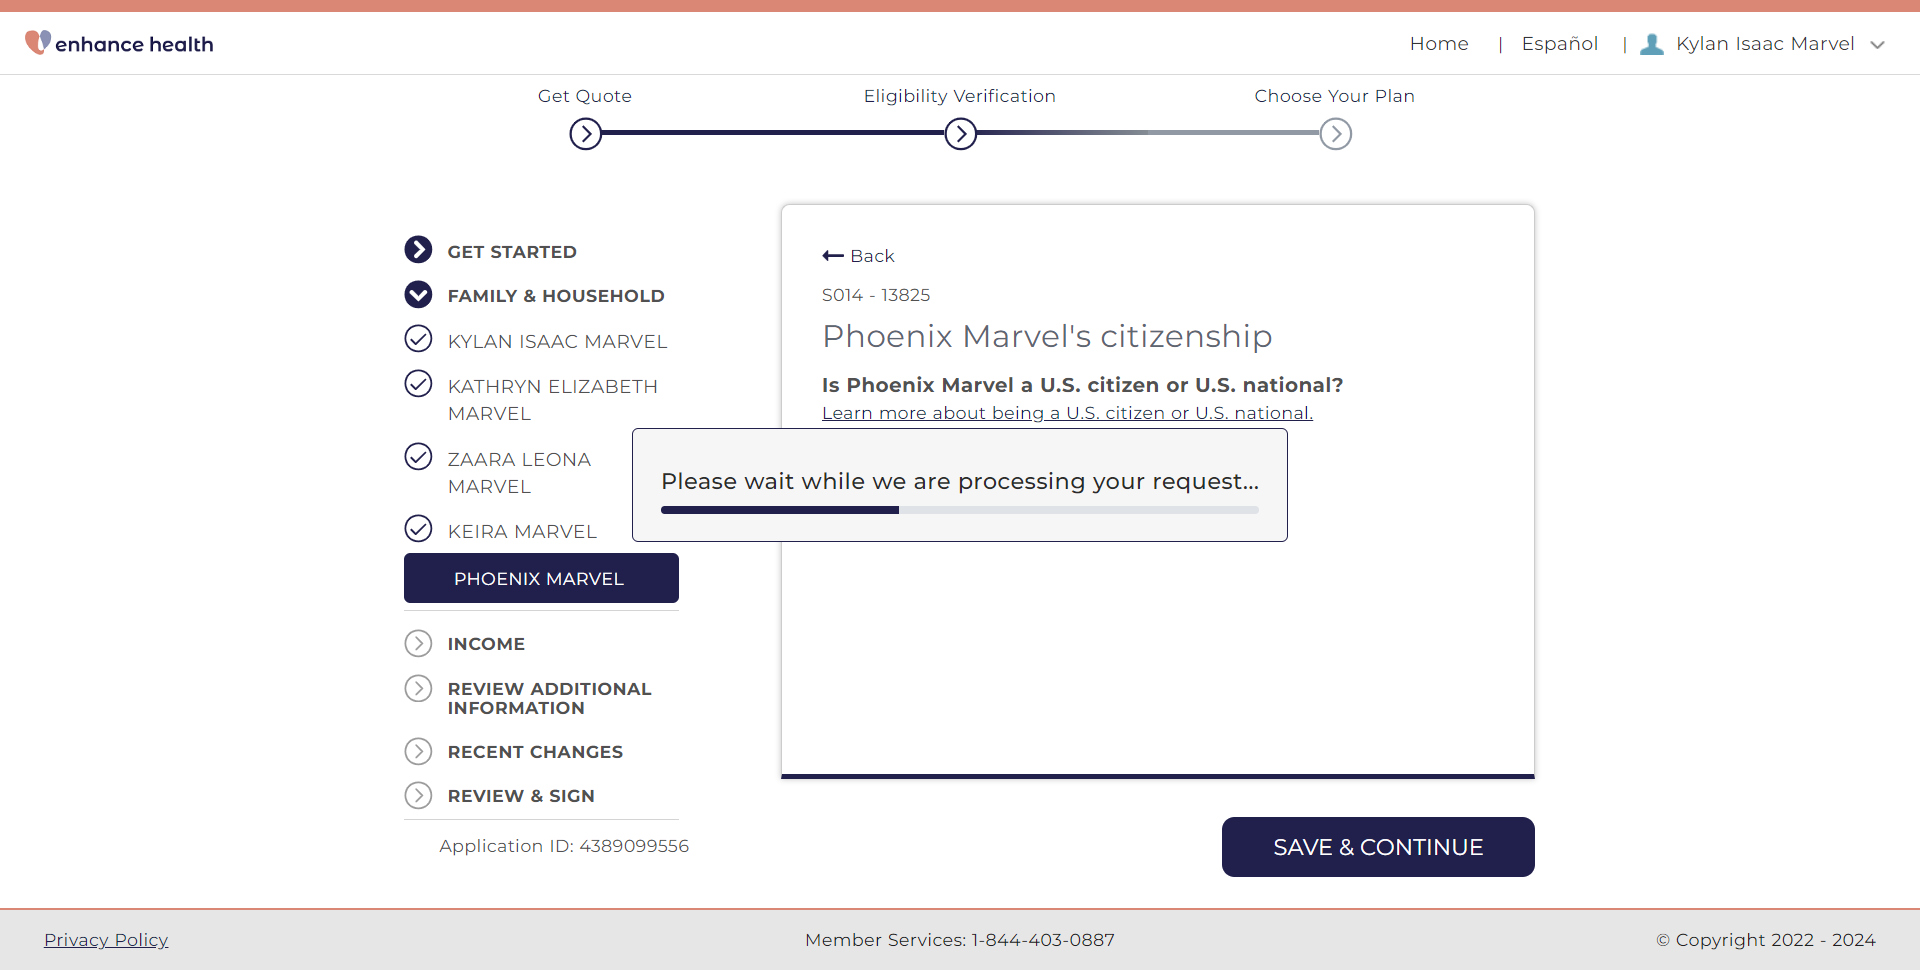 enhance health
Home | Español | Kylan Isaac Marvel
Get Quote
Eligibility Verification
Choose Your Plan
GET STARTED
FAMILY & HOUSEHOLD
KYLAN ISAAC MARVEL
KATHRYN ELIZABETH
MARVEL
ZAARA LEONA
MARVEL
KEIRA MARVEL
PHOENIX MARVEL
INCOME
REVIEW ADDITIONAL
INFORMATION
RECENT CHANGES
REVIEW & SIGN
Application ID: 4389099556
Back
S014 - 13825
Phoenix Marvel's citizenship
Is Phoenix Marvel a U.S. citizen or U.S. national?
Learn more about being a U.S. citizen or U.S. national.
Please wait while we are processing your request...
SAVE & CONTINUE
Privacy Policy
Member Services: 1-844-403-0887
© Copyright 2022 - 2024